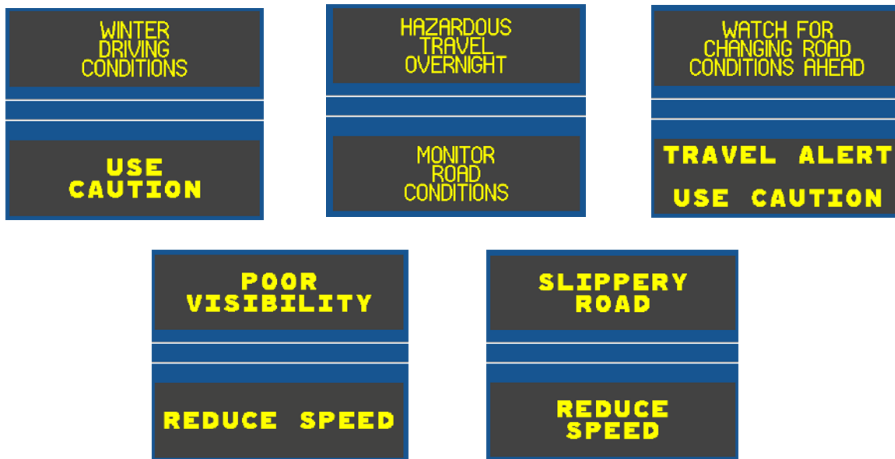 WINTER
DRIVING
CONDITIONS
USE
CAUTION
HAZARDOUS
TRAVEL
OVERNIGHT
MONITOR
ROAD
CONDITIONS
WATCH FOR
CHANGING ROAD
CONDITIONS AHEAD
TRAVEL ALERT
USE CAUTION
POOR
VISIBILITY
REDUCE SPEED
SLIPPERY
ROAD
REDUCE
SPEED